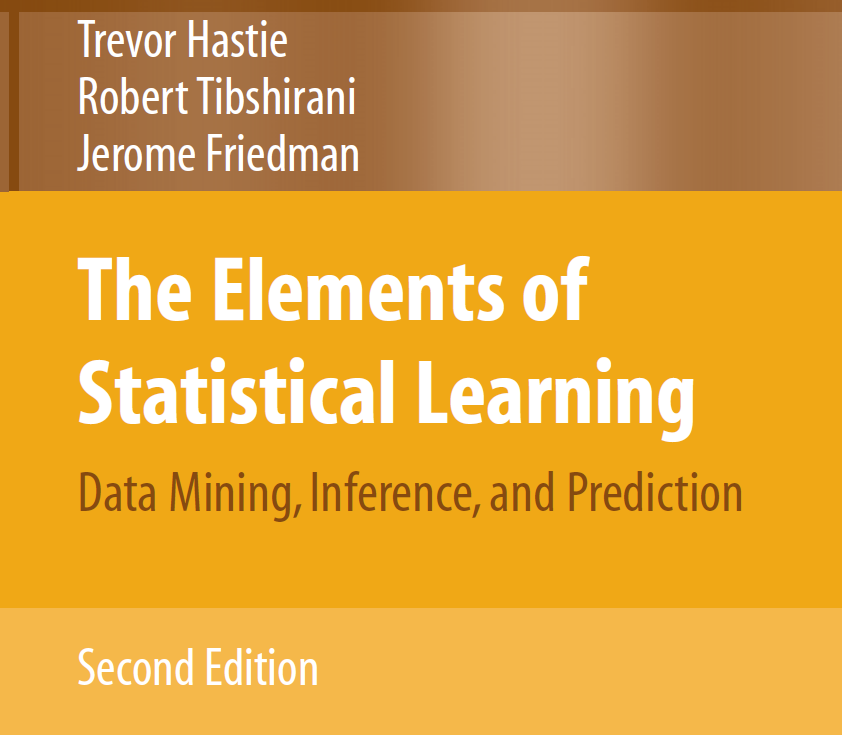 Trevor Hastie
Robert Tibshirani
Jerome Friedman
The Elements of
Statistical Learning
Data Mining, Inference, and Prediction
Second Edition